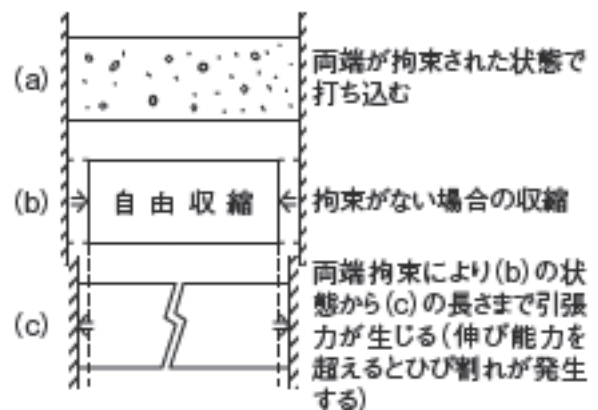 (a)
両端が拘束された状態で
打ち込む
(b)
自由収縮
拘束がない場合の収縮
(c)
両端拘束により(b)の状
態から(c)の長さまで引張
力が生じる(伸び能力を
超えるとひび割れが発生
する)